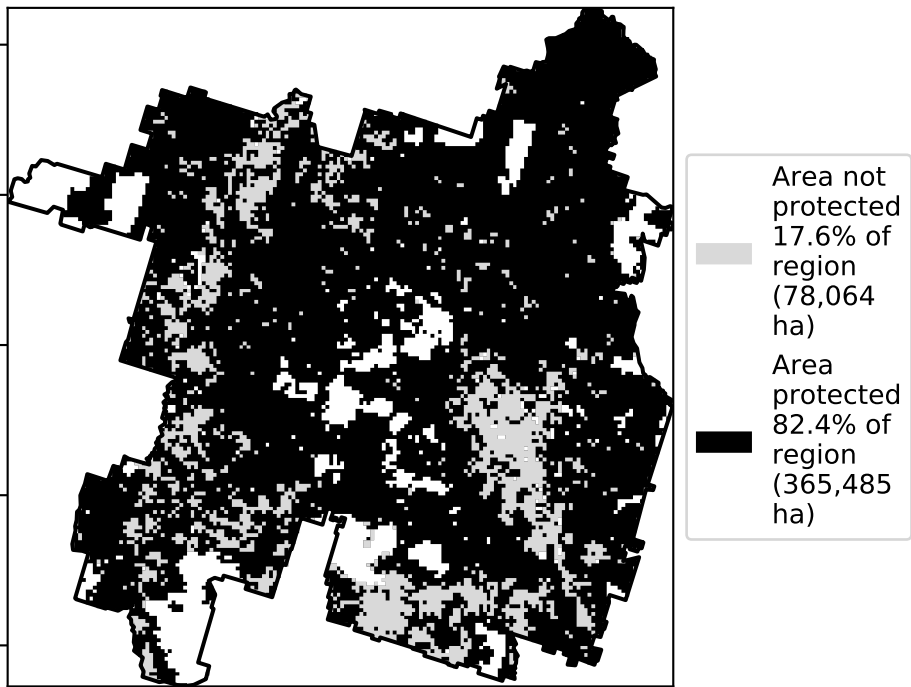 Area not
protected
17.6% of
region
(78,064
ha)
Area
protected
82.4% of
region
(365,485
ha)